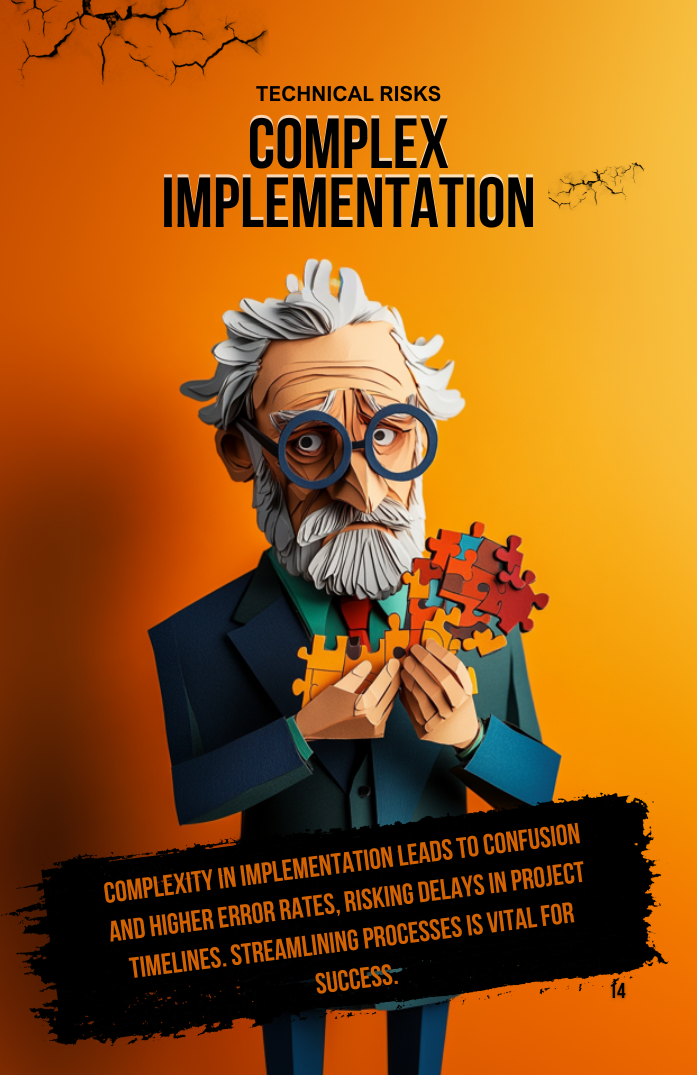 TECHNICAL RISKS
COMPLEX
IMPLEMENTATION
COMPLEXITY IN IMPLEMENTATION LEADS TO CONFUSION
AND HIGHER ERROR RATES, RISKING DELAYS IN PROJECT
TIMELINES. STREAMLINING PROCESSES IS VITAL FOR
SUCCESS.
14